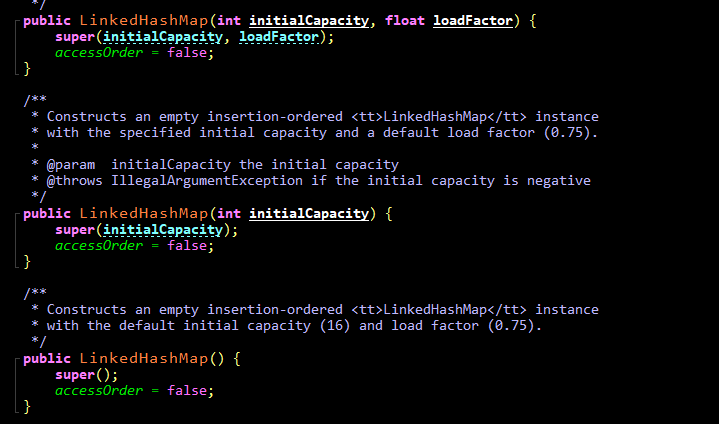 */
public LinkedHashMap(int initialCapacity, float loadFactor) {
super(initialCapacity, loadFactor);
accessOrder = false;
}
/**
* Constructs an empty insertion-ordered <tt>LinkedHashMap</tt> instance
* with the specified initial capacity and a default load factor (0.75).
*
* @param  initialCapacity the initial capacity
* @throws IllegalArgumentException if the initial capacity is negative
*/
public LinkedHashMap(int initialCapacity) {
super(initialCapacity);
accessOrder = false;
}
/**
* Constructs an empty insertion-ordered <tt>LinkedHashMap</tt> instance
* with the default initial capacity (16) and load factor (0.75).
*/
public LinkedHashMap() {
super();
accessOrder = false;
}